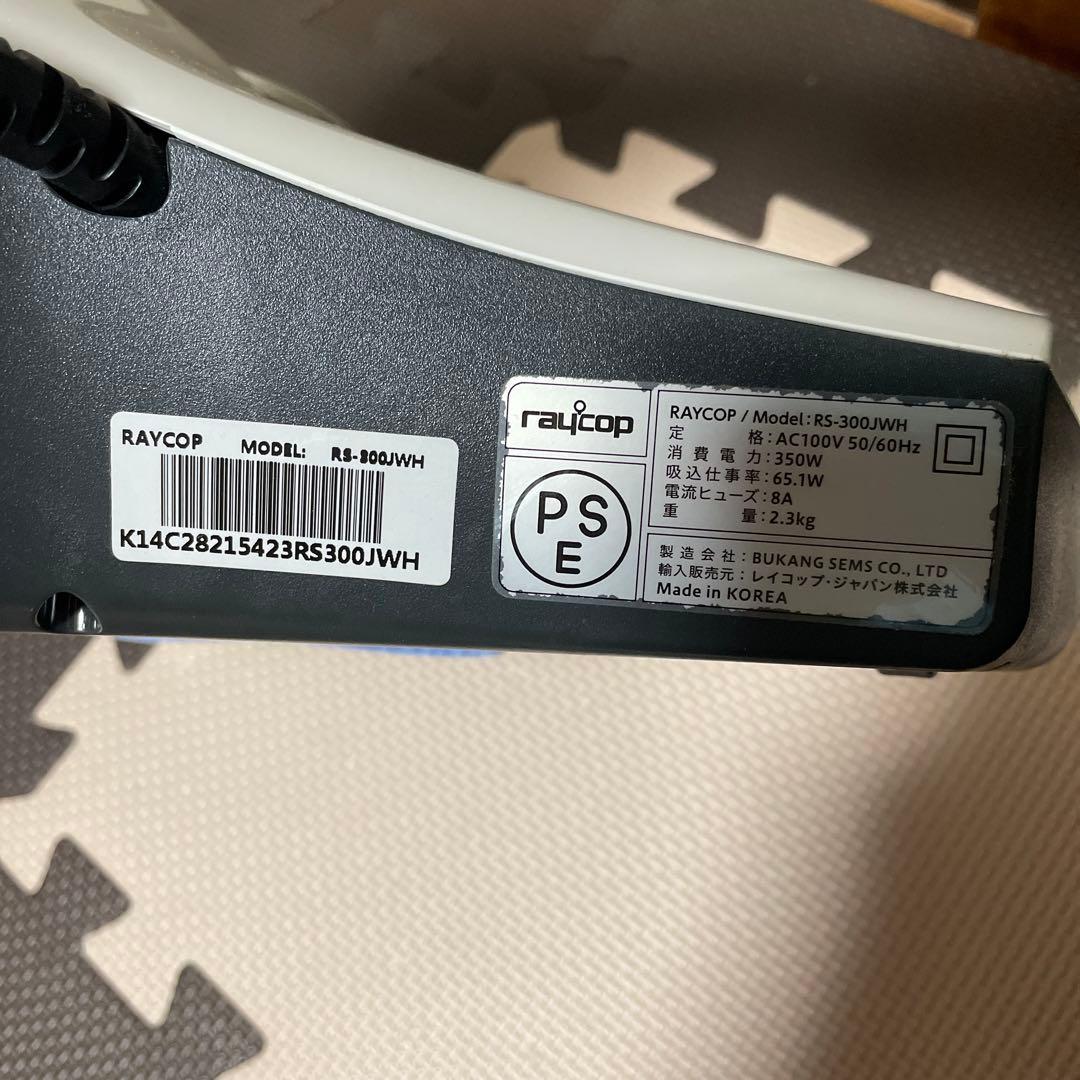 RAYCOP MODEL: RS-300JWH
K14C28215423RS300JWH
raycop
PS
E
RAYCOP / Model:RS-300JWH
定 格:AC100V 50/60Hz
消費電力:350W
吸込仕事率:65.1W
電流ヒューズ:8A
重 量:2.3kg
製造会社:BUKANG SEMS CO., LTD
輸入販売元:レイコップ・ジャパン株式会社
Made in KOREA